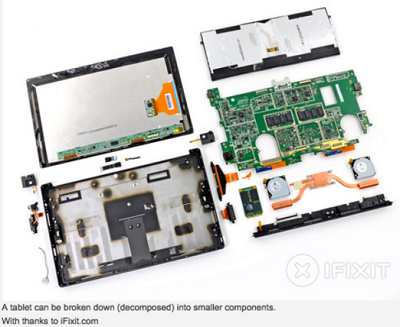 IFIXIT
A tablet can be broken down (decomposed) into smaller components.
With thanks to iFixit.com